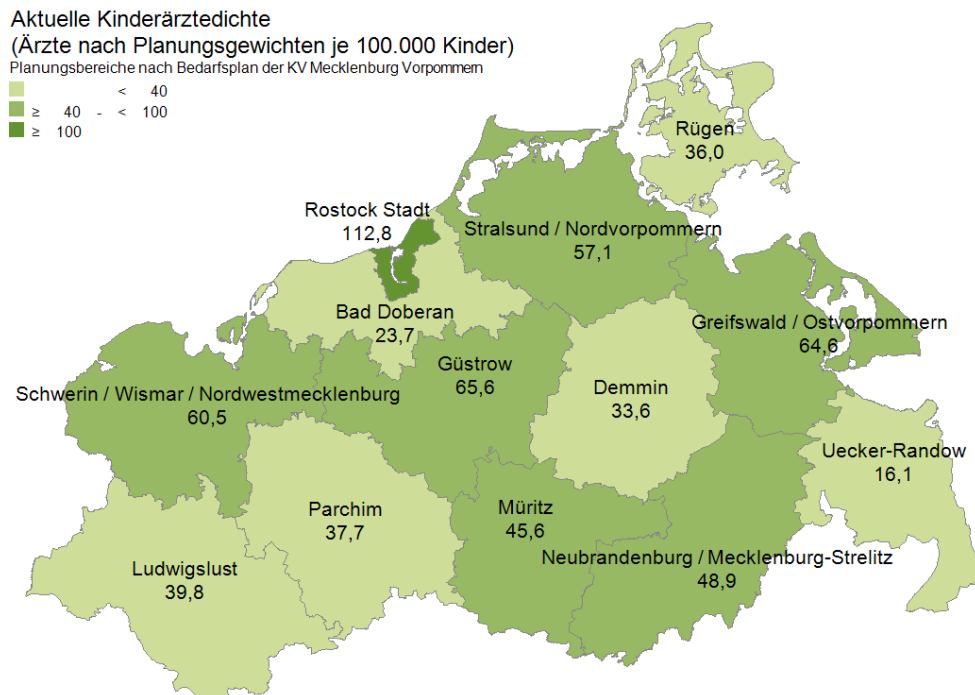 Aktuelle Kinderärztedichte
(Ärzte nach Planungsgewichten je 100.000 Kinder)
Planungsbereiche nach Bedarfsplan der KV Mecklenburg Vorpommern
< 40
≥ 40 - < 100
≥ 100
Rügen
36,0
Rostock Stadt
112,8
Stralsund / Nordvorpommern
57,1
Bad Doberan
23,7
Greifswald / Ostvorpommern
64,6
Güstrow
65,6
Demmin
33,6
Schwerin / Wismar / Nordwestmecklenburg
60,5
Uecker-Randow
16,1
Parchim
37,7
Müritz
45,6
Neubrandenburg / Mecklenburg-Strelitz
48,9
Ludwigslust
39,8